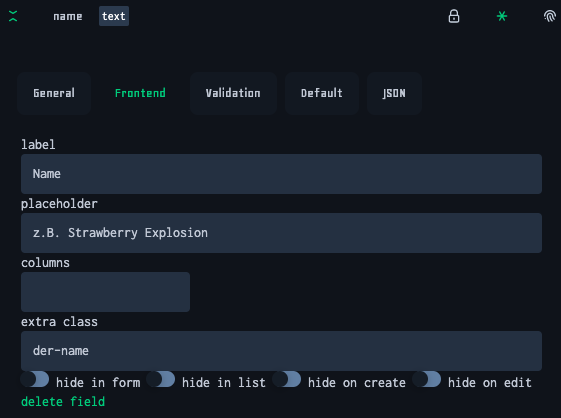 name text
General Frontend Validation Default JSON
label
Name
placeholder
z.B. Strawberry Explosion
columns
extra class
der-name
hide in form hide in list hide on create hide on edit
delete field